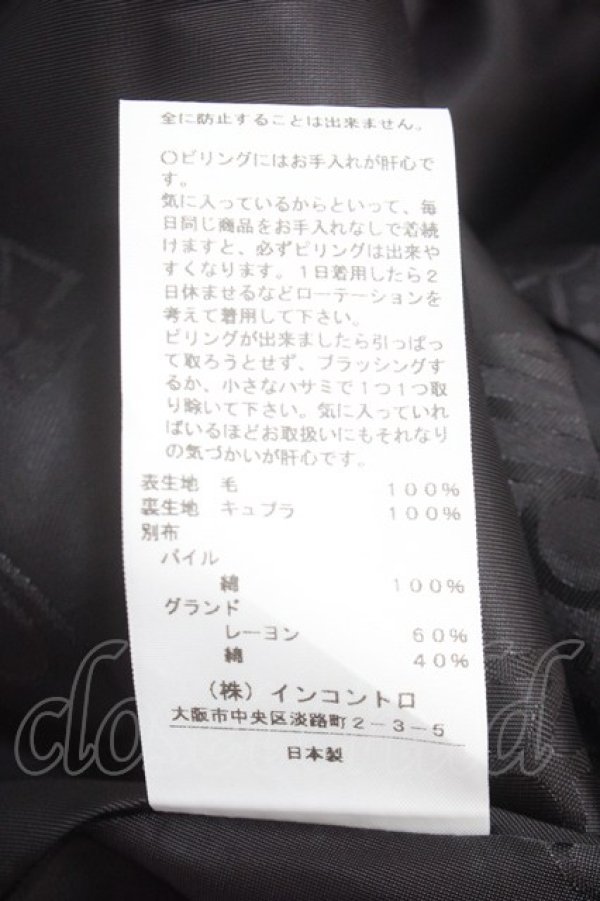 全に防止することは出来ません。
〇ピリングにはお手入れが肝心で
す。
気に入っているからといって、毎
日同じ商品をお手入れなしで着続
けますと、必ずピリングは出来や
すくなります。1日着用したら2
日休ませるなどローテーションを
考えて着用して下さい。
ピリングが出来ましたら引っぱっ
て取ろうとせず、ブラッシングす
るか、小さなハサミで1つ1つ取
り除いて下さい。気に入っていれ
ばいるほどお取扱いにもそれなり
の気づかいが肝心です。
表生地 毛 100%
裏生地 キュプラ 100%
別布
パイル
綿 100%
グランド
レーヨン 60%
綿 40%
(株)インコントロ
大阪市中央区淡路町2-3-5
日本製